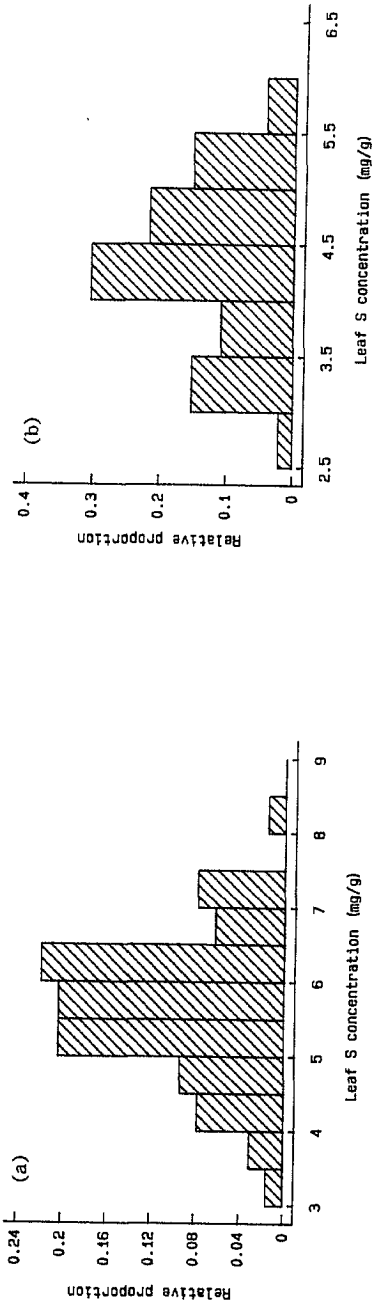 (a)
Relative proportion
0.24
0.2
0.16
0.12
0.08
0.04
0
3 4 5 6 7 8 9
Leaf S concentration (mg/g)
(b)
Relative proportion
0.4
0.3
0.2
0.1
0
2.5 3.5 4.5 5.5 6.5
Leaf S concentration (mg/g)